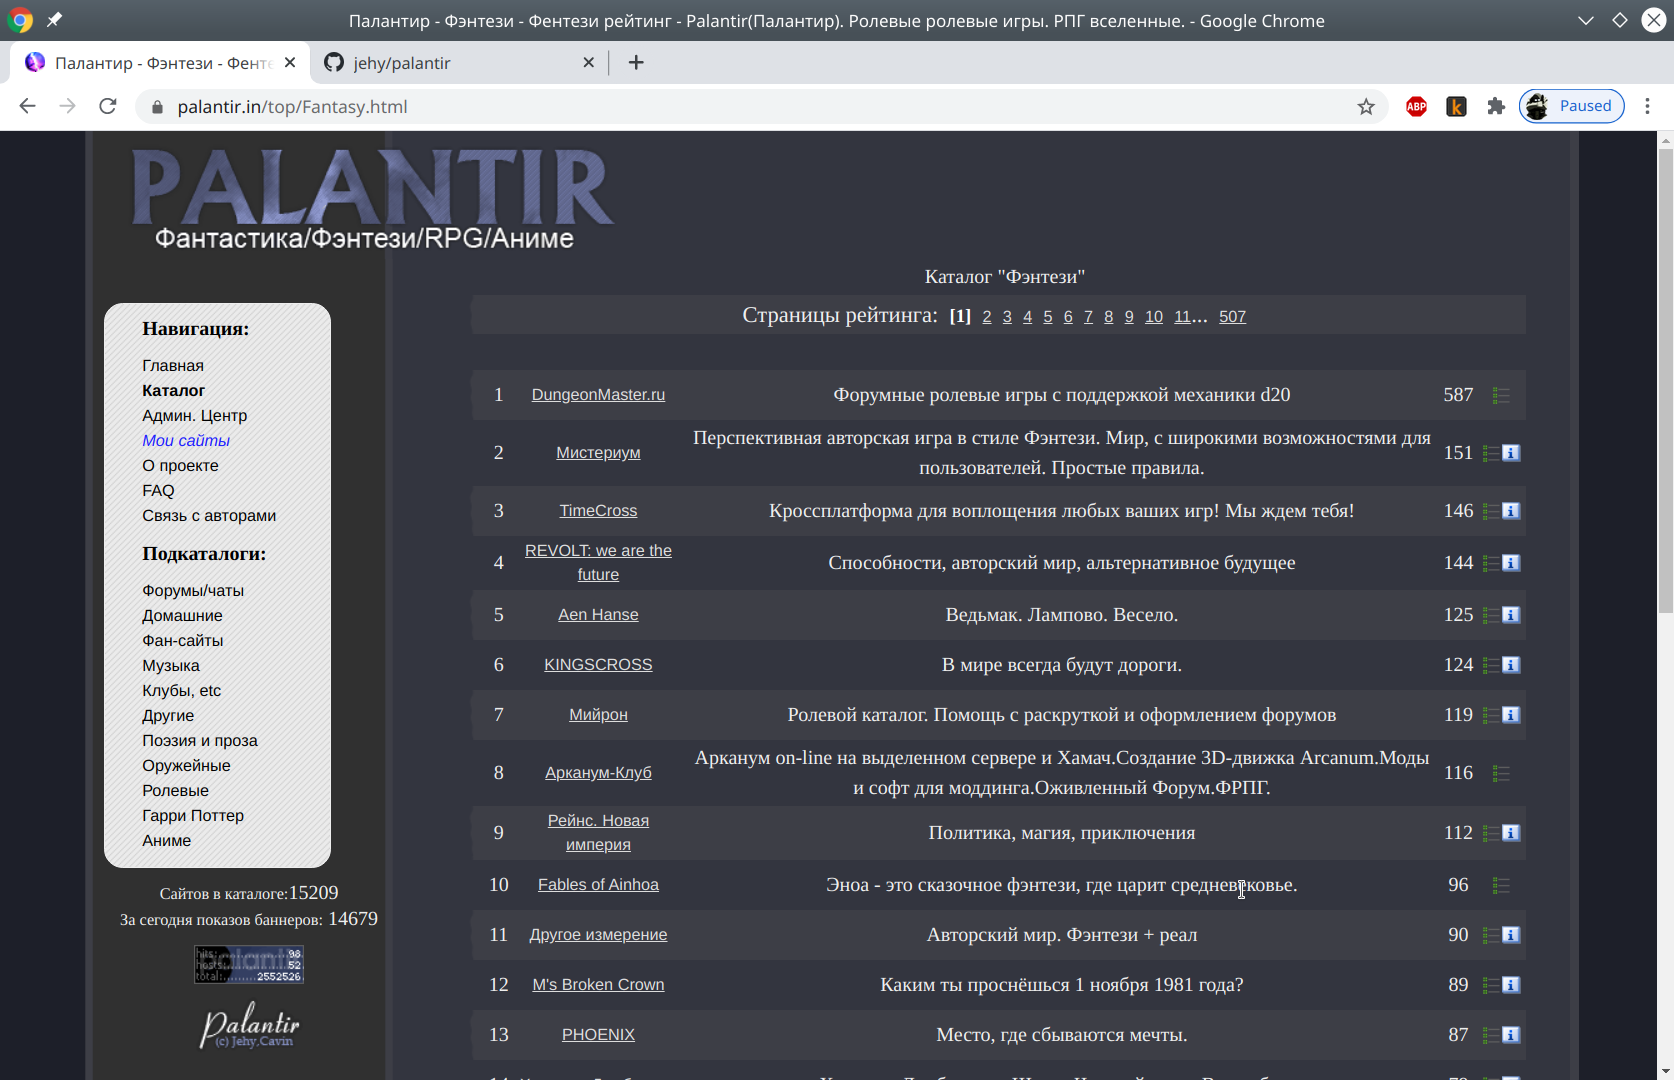 Палантир - Фэнтези - Фентези рейтинг - Palantir(Палантир). Ролевые ролевые игры. РПГ вселенные. - Google Chrome
Палантир - Фэнтези - Фенте
jehy/palantir
palantir.in/top/Fantasy.html
ABP
k
Paused
PALANTIR
Фантастика/Фэнтези/RPG/Аниме
Навигация:
Главная
Каталог
Админ. Центр
Мои сайты
О проекте
FAQ
Связь с авторами
Подкаталоги:
Форумы/чаты
Домашние
Фан-сайты
Музыка
Клубы, etc
Другие
Поэзия и проза
Оружейные
Ролевые
Гарри Поттер
Аниме
Сайтов в каталоге:15209
За сегодня показов баннеров: 14679
hits: 98
hosts: 52
total: 2552526
Palantir
(c) Jehy,Cavin
Каталог "Фэнтези"
Страницы рейтинга: [1] 2 3 4 5 6 7 8 9 10 11... 507
1 DungeonMaster.ru Форумные ролевые игры с поддержкой механики d20 587
2 Мистериум Перспективная авторская игра в стиле Фэнтези. Мир, с широкими возможностями для
пользователей. Простые правила. 151
3 TimeCross Кроссплатформа для воплощения любых ваших игр! Мы ждем тебя! 146
4 REVOLT: we are the
future Способности, авторский мир, альтернативное будущее 144
5 Aen Hanse Ведьмак. Лампово. Весело. 125
6 KINGSCROSS В мире всегда будут дороги. 124
7 Мийрон Ролевой каталог. Помощь с раскруткой и оформлением форумов 119
8 Арканум-Клуб Арканум on-line на выделенном сервере и Хамач.Создание 3D-движка Arcanum.Моды
и софт для моддинга.Оживленный Форум.ФРПГ. 116
9 Рейнс. Новая
империя Политика, магия, приключения 112
10 Fables of Ainhoa Эноа - это сказочное фэнтези, где царит средневековье. 96
11 Другое измерение Авторский мир. Фэнтези + реал 90
12 M's Broken Crown Каким ты проснёшься 1 ноября 1981 года? 89
13 PHOENIX Место, где сбываются мечты. 87